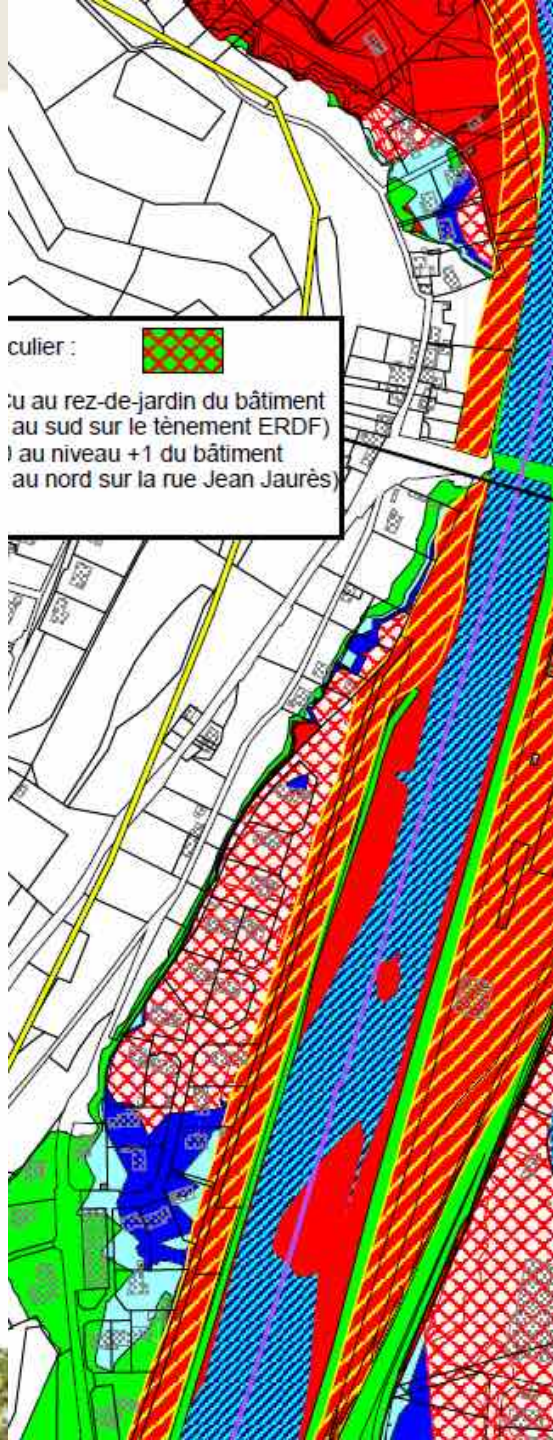 culier :
au rez-de-jardin du bâtiment
au sud sur le tènement ERDF)
au niveau +1 du bâtiment
au nord sur la rue Jean Jaurès)